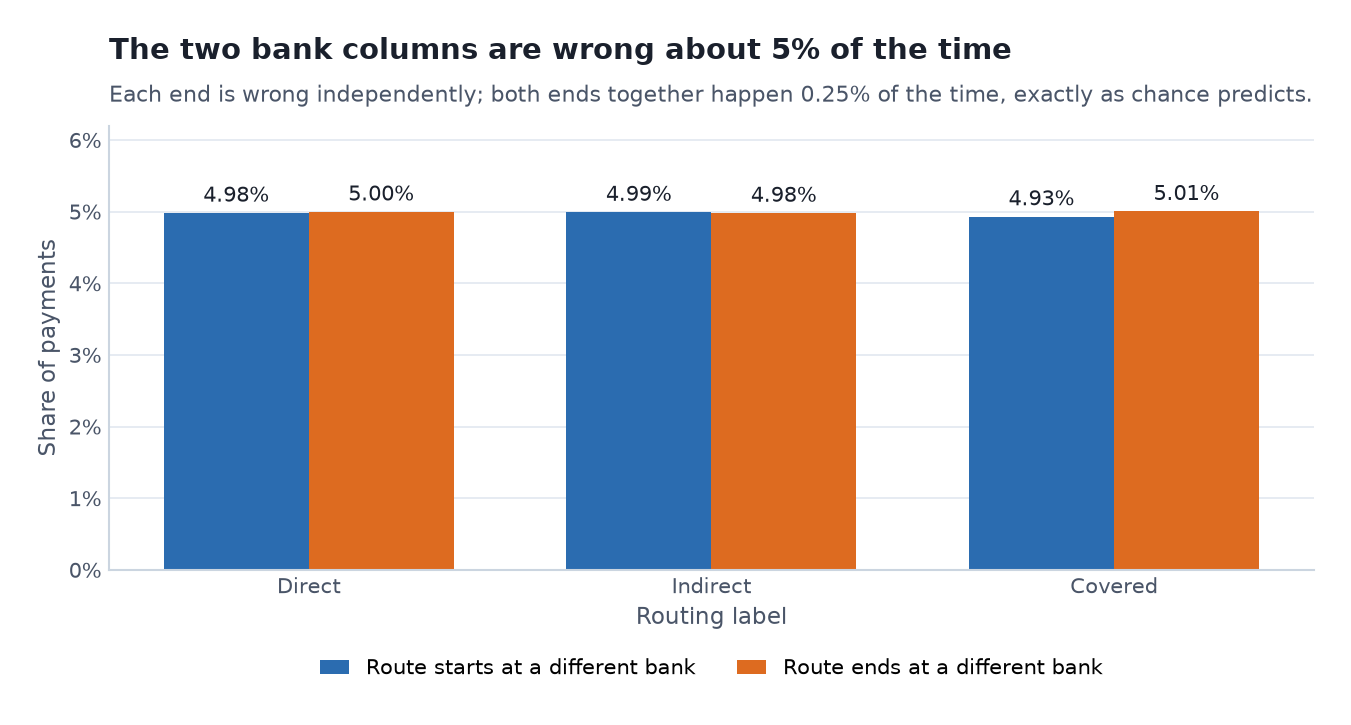 The two bank columns are wrong about 5% of the time
Each end is wrong independently; both ends together happen 0.25% of the time, exactly as chance predicts.
Share of payments
6%
5%
4%
3%
2%
1%
0%
4.98%
5.00%
4.99%
4.98%
4.93%
5.01%
Direct
Indirect
Covered
Routing label
Route starts at a different bank
Route ends at a different bank